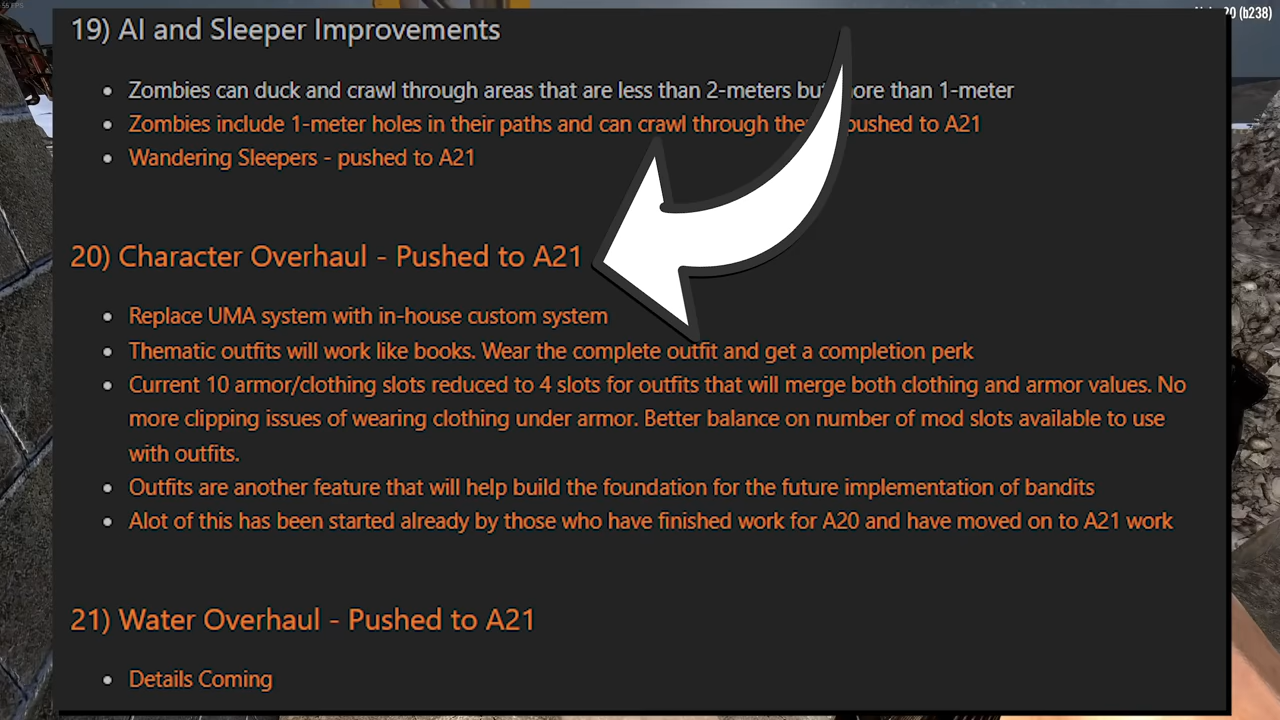 55 FPS
20 (b238)
19) AI and Sleeper Improvements
Zombies can duck and crawl through areas that are less than 2-meters but ore than 1-meter
Zombies include 1-meter holes in their paths and can crawl through the pushed to A21
Wandering Sleepers - pushed to A21
20) Character Overhaul - Pushed to A21
Replace UMA system with in-house custom system
Thematic outfits will work like books. Wear the complete outfit and get a completion perk
Current 10 armor/clothing slots reduced to 4 slots for outfits that will merge both clothing and armor values. No
more clipping issues of wearing clothing under armor. Better balance on number of mod slots available to use
with outfits.
Outfits are another feature that will help build the foundation for the future implementation of bandits
Alot of this has been started already by those who have finished work for A20 and have moved on to A21 work
21) Water Overhaul - Pushed to A21
Details Coming